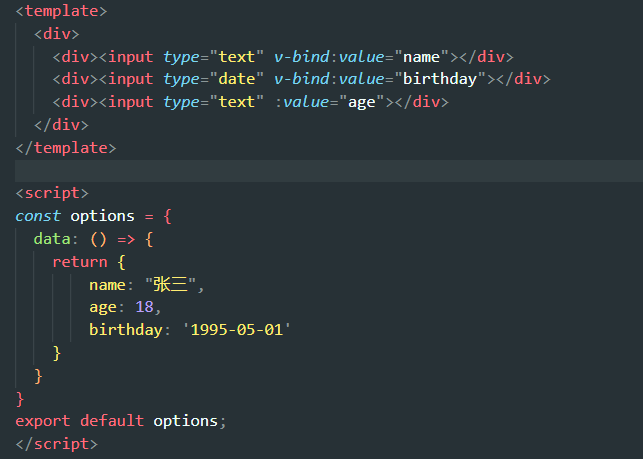 <template>
  <div>
    <div><input type="text" v-bind:value="name"></div>
    <div><input type="date" v-bind:value="birthday"></div>
    <div><input type="text" :value="age"></div>
  </div>
</template>

<script>
const options = {
  data: () => {
    return {
        name: "张三",
        age: 18,
        birthday: '1995-05-01'
    }
  }
}
export default options;
</script>